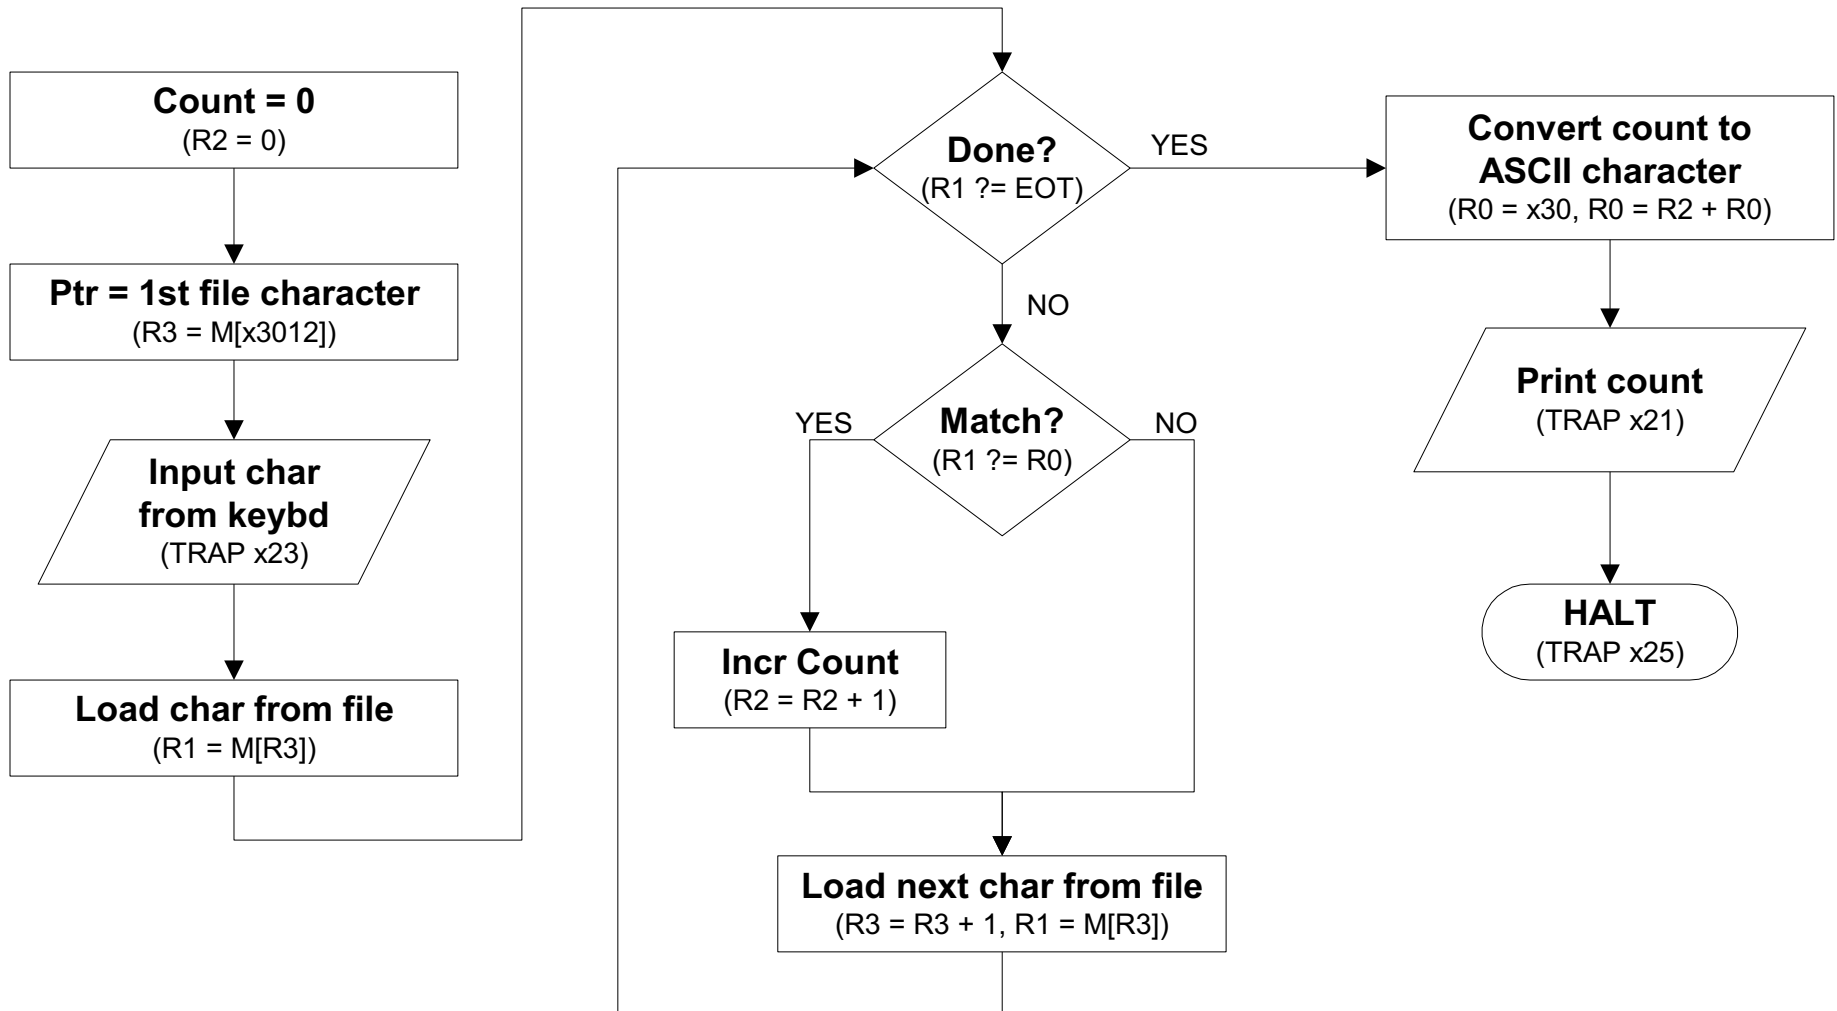 Count = 0
(R2 = 0)
Ptr = 1st file character
(R3 = M[x3012])
Input char
from keybd
(TRAP x23)
Load char from file
(R1 = M[R3])
Done?
(R1 ?= EOT)
YES
NO
Match?
(R1 ?= R0)
YES
NO
Incr Count
(R2 = R2 + 1)
Load next char from file
(R3 = R3 + 1, R1 = M[R3])
Convert count to
ASCII character
(R0 = x30, R0 = R2 + R0)
Print count
(TRAP x21)
HALT
(TRAP x25)